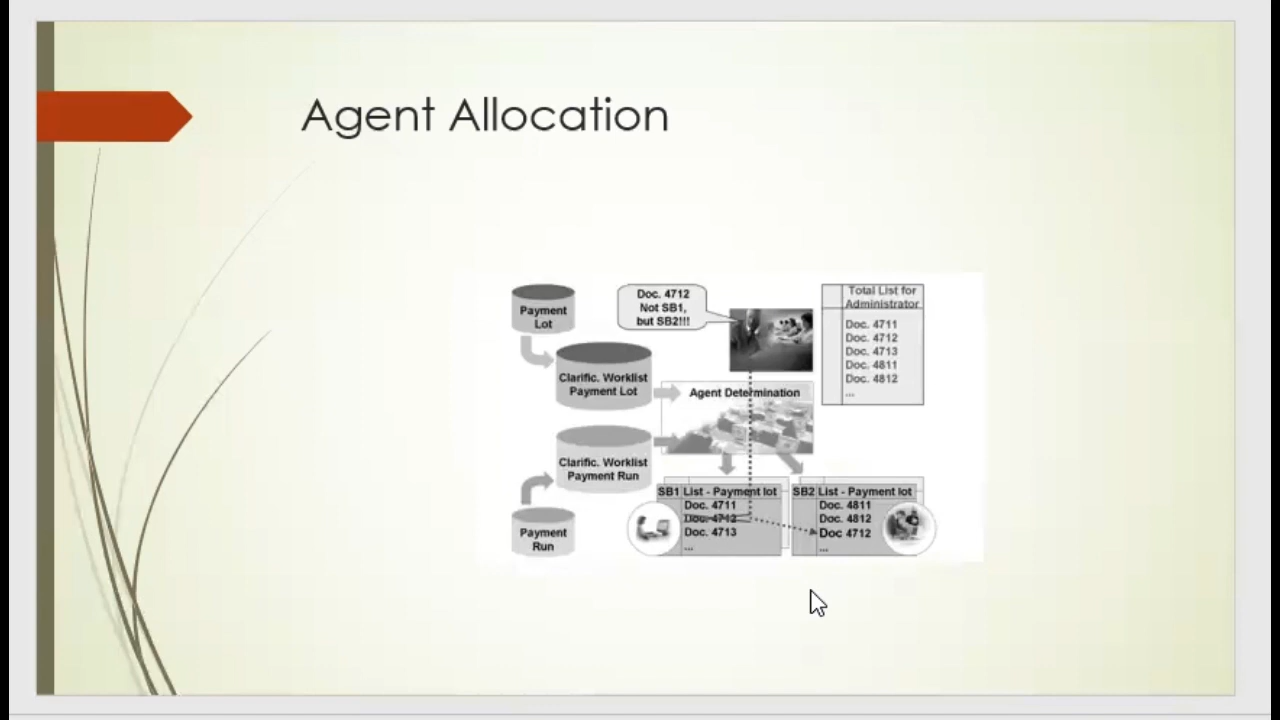 Agent Allocation
Payment
Lot
Doc. 4712
Not SB1,
but SB2!!!
Total List for
Administrator
Doc. 4711
Doc. 4712
Doc. 4713
Doc. 4811
Doc. 4812
...
Clarific. Worklist
Payment Lot
Agent Determination
Clarific. Worklist
Payment Run
Payment
Run
SB1 List - Payment lot
Doc. 4711
Doc. 4712
Doc. 4713
...
SB2 List - Payment lot
Doc. 4811
Doc. 4812
Doc 4712
...